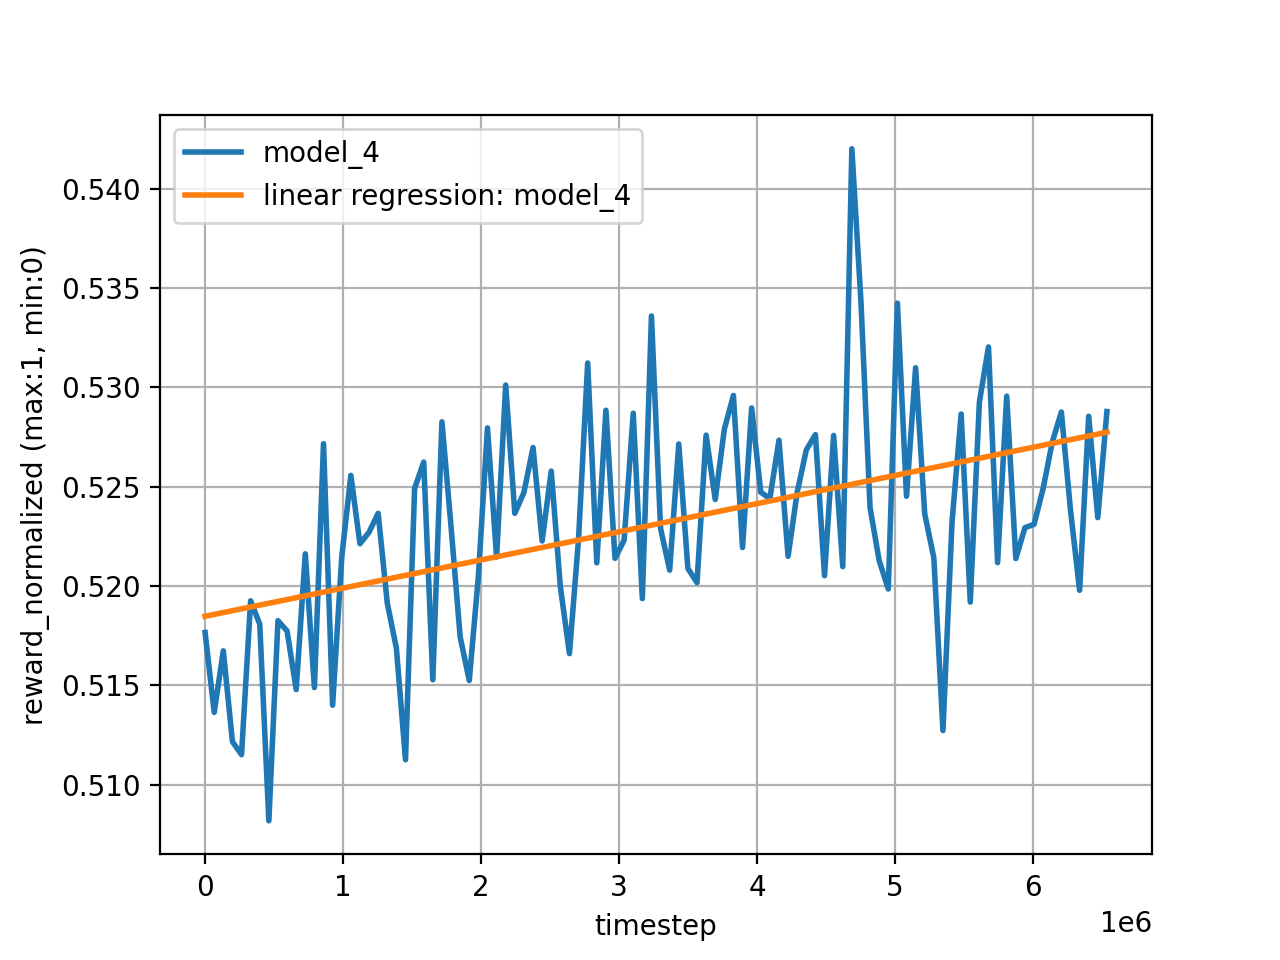 model_4
linear regression: model_4
0.540
0.535
0.530
0.525
0.520
0.515
0.510
reward_normalized (max:1, min:0)
0 1 2 3 4 5 6
1e6
timestep